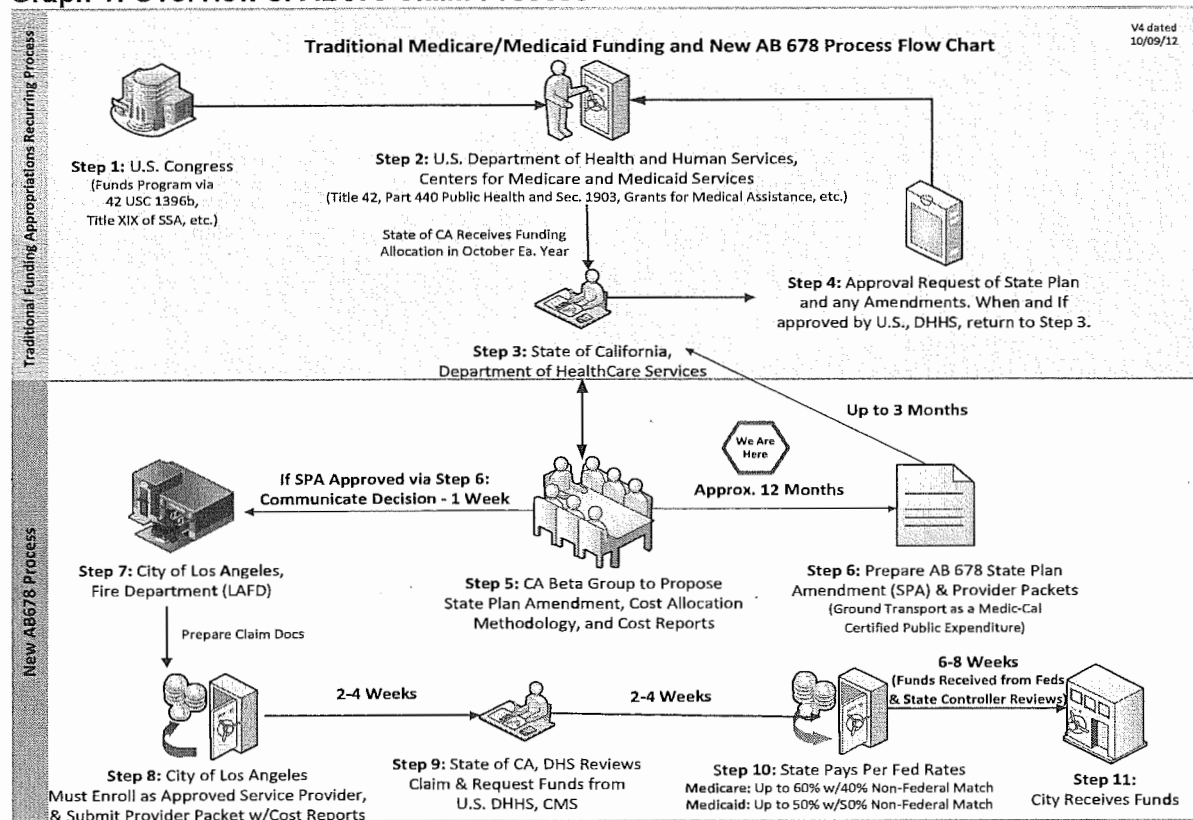 Traditional Medicare/Medicaid Funding and New AB 678 Process Flow Chart
V4 dated
10/09/12
Traditional Funding Appropriations Recurring Process
Step 1: U.S. Congress
(Funds Program via
42 USC 1396b,
Title XIX of SSA, etc.)
Step 2: U.S. Department of Health and Human Services,
Centers for Medicare and Medicaid Services
(Title 42, Part 440 Public Health and Sec. 1903, Grants for Medical Assistance, etc.)
State of CA Receives Funding
Allocation in October Ea. Year
Step 4: Approval Request of State Plan
and any Amendments. When and If
approved by U.S., DHHS, return to Step 3.
Step 3: State of California,
Department of HealthCare Services
New AB678 Process
Up to 3 Months
We Are
Here
If SPA Approved via Step 6:
Communicate Decision - 1 Week
Approx. 12 Months
Step 7: City of Los Angeles,
Fire Department (LAFD)
Step 5: CA Beta Group to Propose
State Plan Amendment, Cost Allocation
Methodology, and Cost Reports
Step 6: Prepare AB 678 State Plan
Amendment (SPA) & Provider Packets
(Ground Transport as a Medic-Cal
Certified Public Expenditure)
Prepare Claim Docs
2-4 Weeks
2-4 Weeks
6-8 Weeks
(Funds Received from Feds
& State Controller Reviews)
Step 8: City of Los Angeles
Must Enroll as Approved Service Provider,
& Submit Provider Packet w/Cost Reports
Step 9: State of CA, DHS Reviews
Claim & Request Funds from
U.S. DHHS, CMS
Step 10: State Pays Per Fed Rates
Medicare: Up to 60% w/40% Non-Federal Match
Medicaid: Up to 50% w/50% Non-Federal Match
Step 11:
City Receives Funds